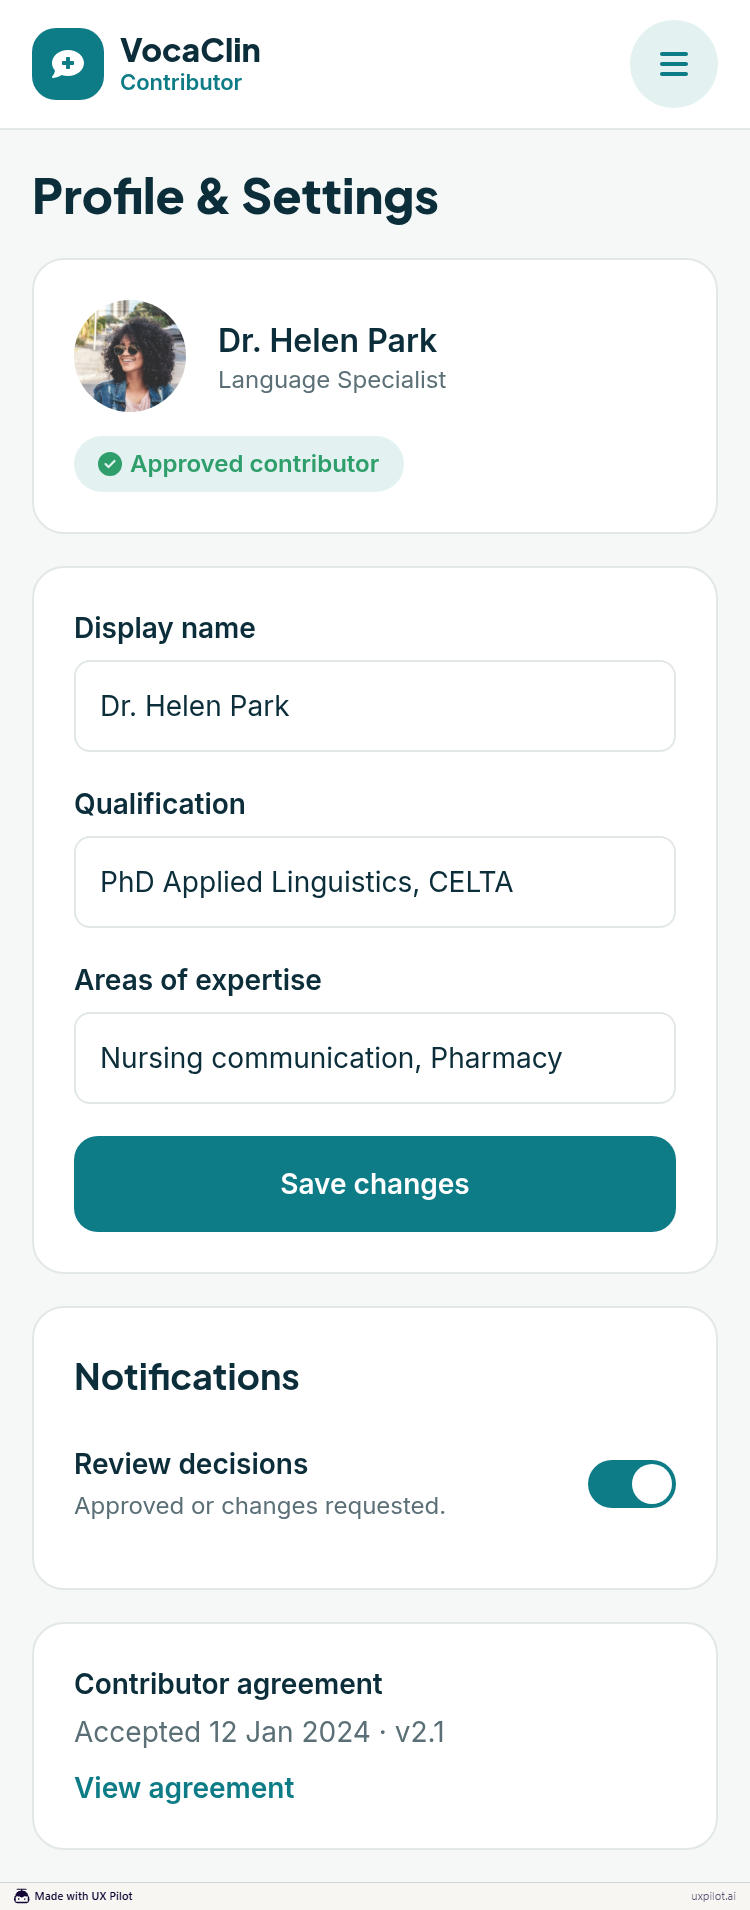 VocaClin
Contributor
Profile & Settings
Dr. Helen Park
Language Specialist
Approved contributor
Display name
Dr. Helen Park
Qualification
PhD Applied Linguistics, CELTA
Areas of expertise
Nursing communication, Pharmacy
Save changes
Notifications
Review decisions
Approved or changes requested.
Contributor agreement
Accepted 12 Jan 2024 · v2.1
View agreement
Made with UX Pilot
uxpilot.ai